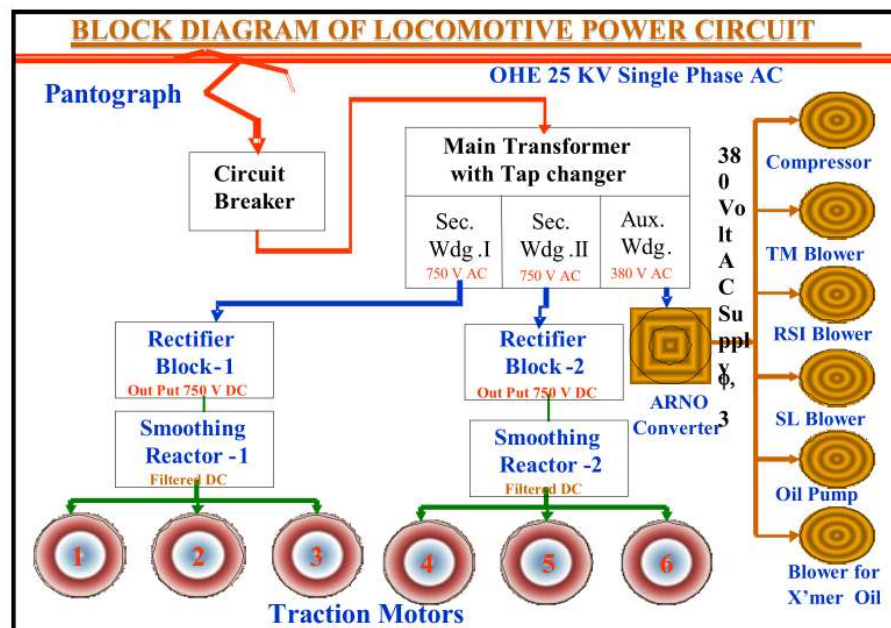 BLOCK DIAGRAM OF LOCOMOTIVE POWER CIRCUIT
OHE 25 KV Single Phase AC
Pantograph
Circuit
Breaker
Main Transformer
with Tap changer
Sec.
Wdg.I
750 V AC
Sec.
Wdg.II
750 V AC
Aux.
Wdg.
380 V AC
38
0
Vo
lt
A
C
Su
ppl
y
ϕ,
3
Rectifier
Block-1
Out Put 750 V DC
Rectifier
Block-2
Out Put 750 V DC
ARNO
Converter
Smoothing
Reactor -1
Filtered DC
Smoothing
Reactor -2
Filtered DC
1
2
3
4
5
6
Traction Motors
Compressor
TM Blower
RSI Blower
SL Blower
Oil Pump
Blower for
X'mer Oil